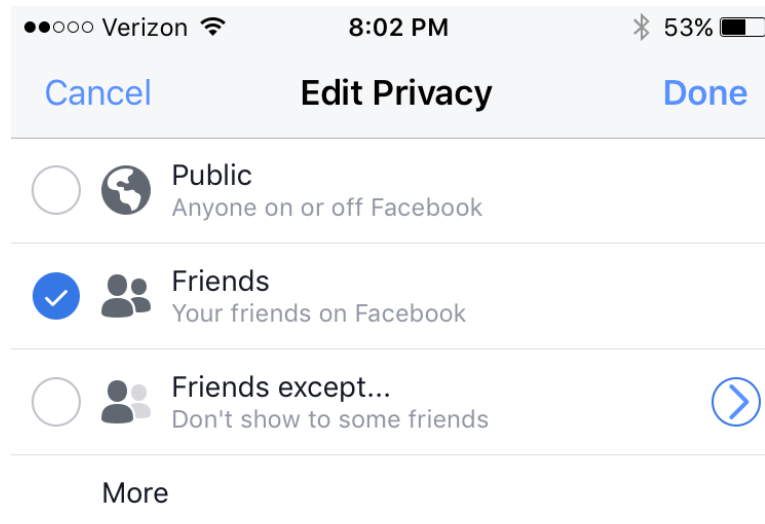 Verizon 8:02 PM 53%
Cancel Edit Privacy Done
Public
Anyone on or off Facebook
Friends
Your friends on Facebook
Friends except...
Don't show to some friends
More